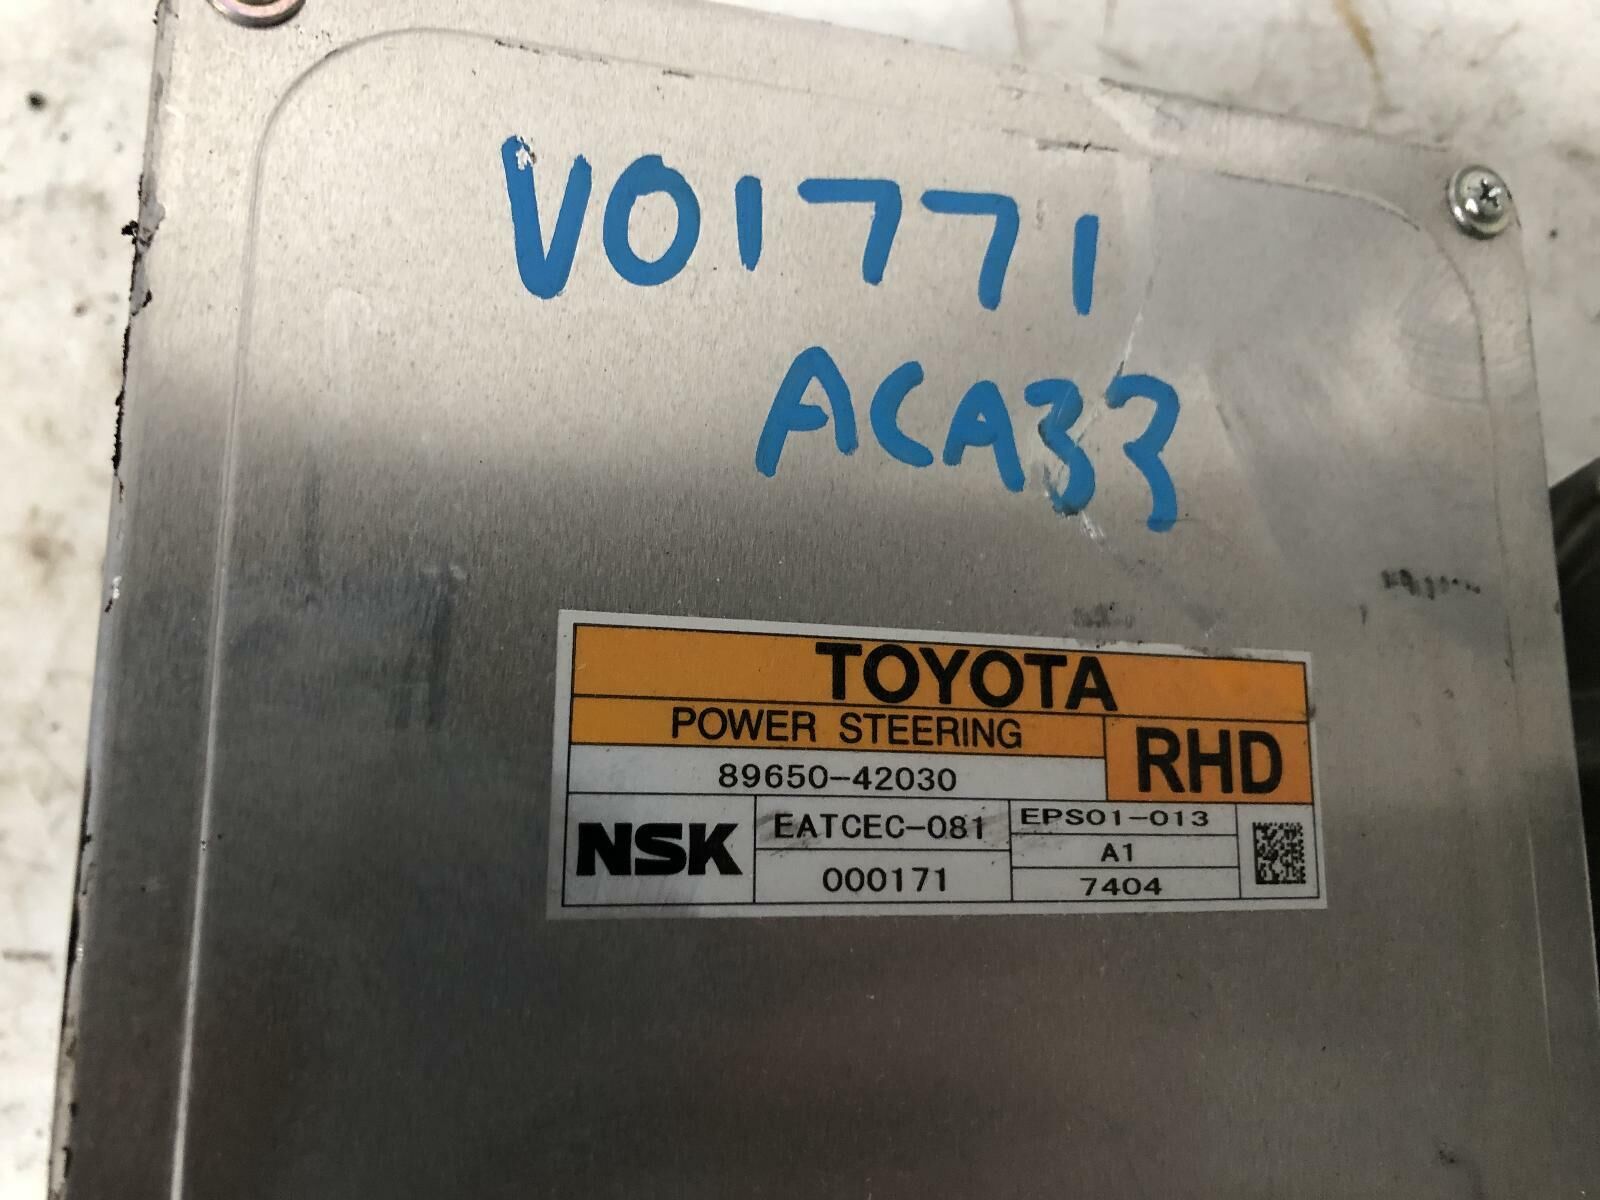 V01771
ACA33
TOYOTA
POWER STEERING
RHD
89650-42030
NSK
EATCEC-081
000171
EPS01-013
A1
7404